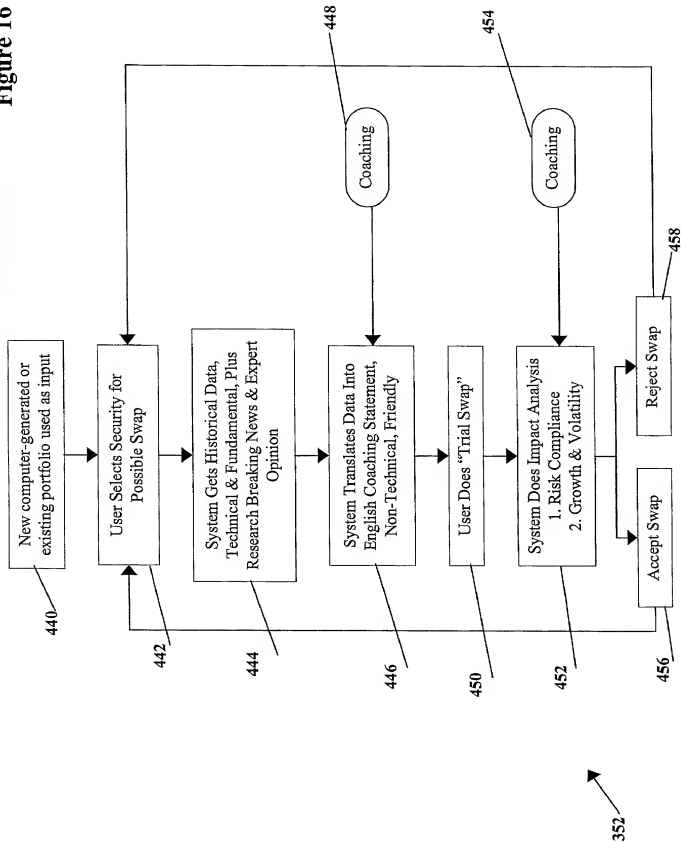 Figure 16
New computer-generated or
existing portfolio used as input
440
User Selects Security for
Possible Swap
442
System Gets Historical Data,
Technical & Fundamental, Plus
Research Breaking News & Expert
Opinion
444
System Translates Data Into
English Coaching Statement,
Non-Technical, Friendly
446
Coaching
448
User Does "Trial Swap"
450
System Does Impact Analysis
1. Risk Compliance
2. Growth & Volatility
452
Coaching
454
Accept Swap
456
Reject Swap
458
352